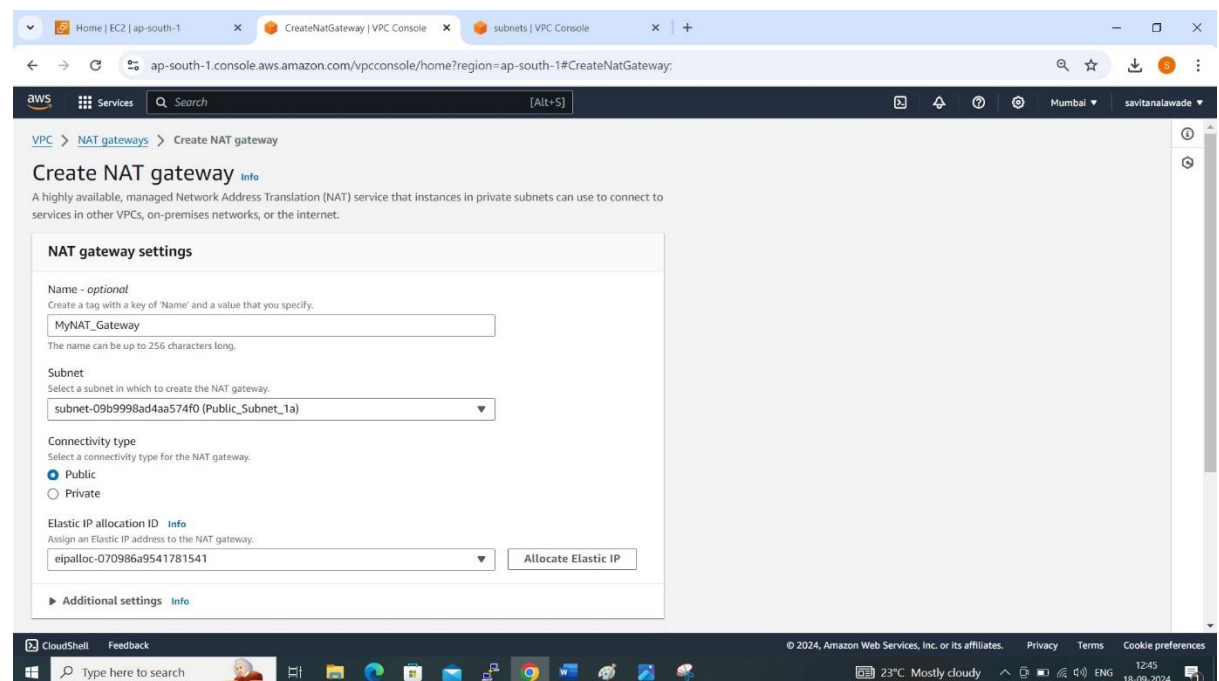 Home | EC2 | ap-south-1
CreateNatGateway | VPC Console
subnets | VPC Console
ap-south-1.console.aws.amazon.com/vpcconsole/home?region=ap-south-1#CreateNatGateway:
S
aws
Services
Search
[Alt+S]
Mumbai
savitanalawade
VPC > NAT gateways > Create NAT gateway
Create NAT gateway Info
A highly available, managed Network Address Translation (NAT) service that instances in private subnets can use to connect to
services in other VPCs, on-premises networks, or the internet.
NAT gateway settings
Name - optional
Create a tag with a key of 'Name' and a value that you specify.
MyNAT_Gateway
The name can be up to 256 characters long.
Subnet
Select a subnet in which to create the NAT gateway.
subnet-09b9998ad4aa574f0 (Public_Subnet_1a)
Connectivity type
Select a connectivity type for the NAT gateway.
Public
Private
Elastic IP allocation ID Info
Assign an Elastic IP address to the NAT gateway.
eipalloc-070986a9541781541
Allocate Elastic IP
Additional settings Info
CloudShell Feedback
© 2024, Amazon Web Services, Inc. or its affiliates. Privacy Terms Cookie preferences
Type here to search
23°C Mostly cloudy
ENG
12:45
18-09-2024